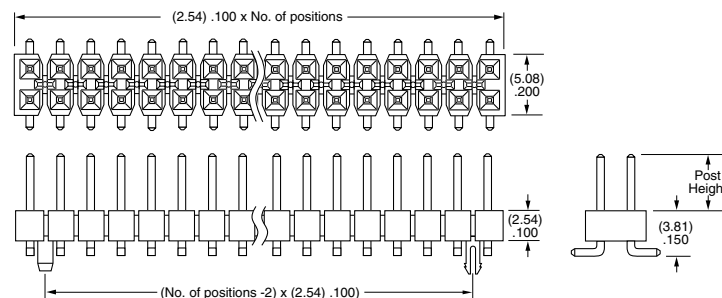 (2.54) .100 x No. of positions
(5.08)
.200
Post
Height
(2.54)
.100
(3.81)
.150
(No. of positions -2) x (2.54) .100)